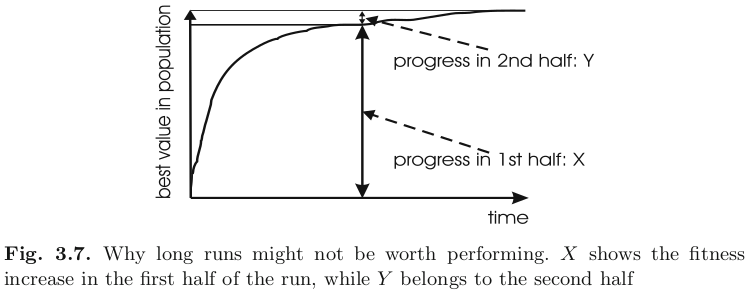 best value in population
progress in 2nd half: Y
progress in 1st half: X
time
Fig. 3.7. Why long runs might not be worth performing. X shows the fitness
increase in the first half of the run, while Y belongs to the second half